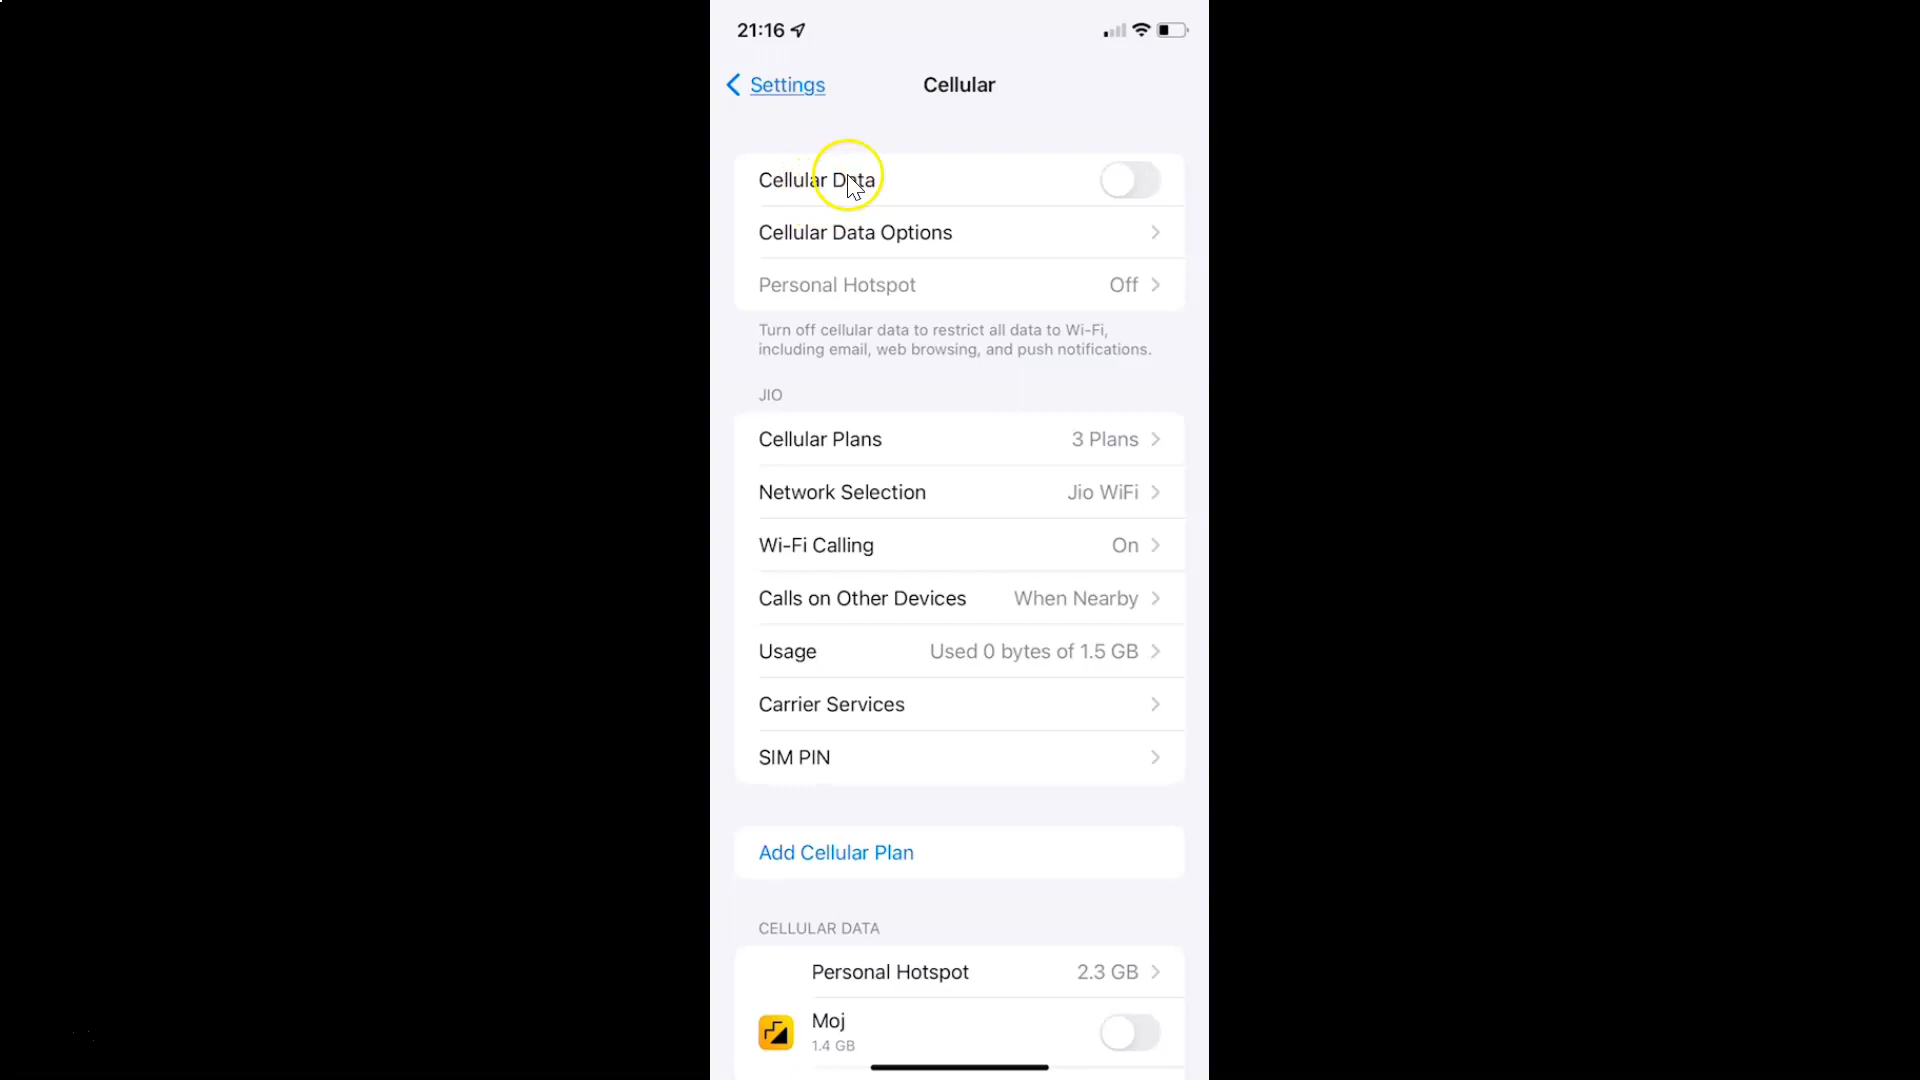 21:16
Settings
Cellular
Cellular Data
Cellular Data Options
Personal Hotspot Off
Turn off cellular data to restrict all data to Wi-Fi,
including email, web browsing, and push notifications.
JIO
Cellular Plans 3 Plans
Network Selection Jio WiFi
Wi-Fi Calling On
Calls on Other Devices When Nearby
Usage Used 0 bytes of 1.5 GB
Carrier Services
SIM PIN
Add Cellular Plan
CELLULAR DATA
Personal Hotspot 2.3 GB
Moj
1.4 GB